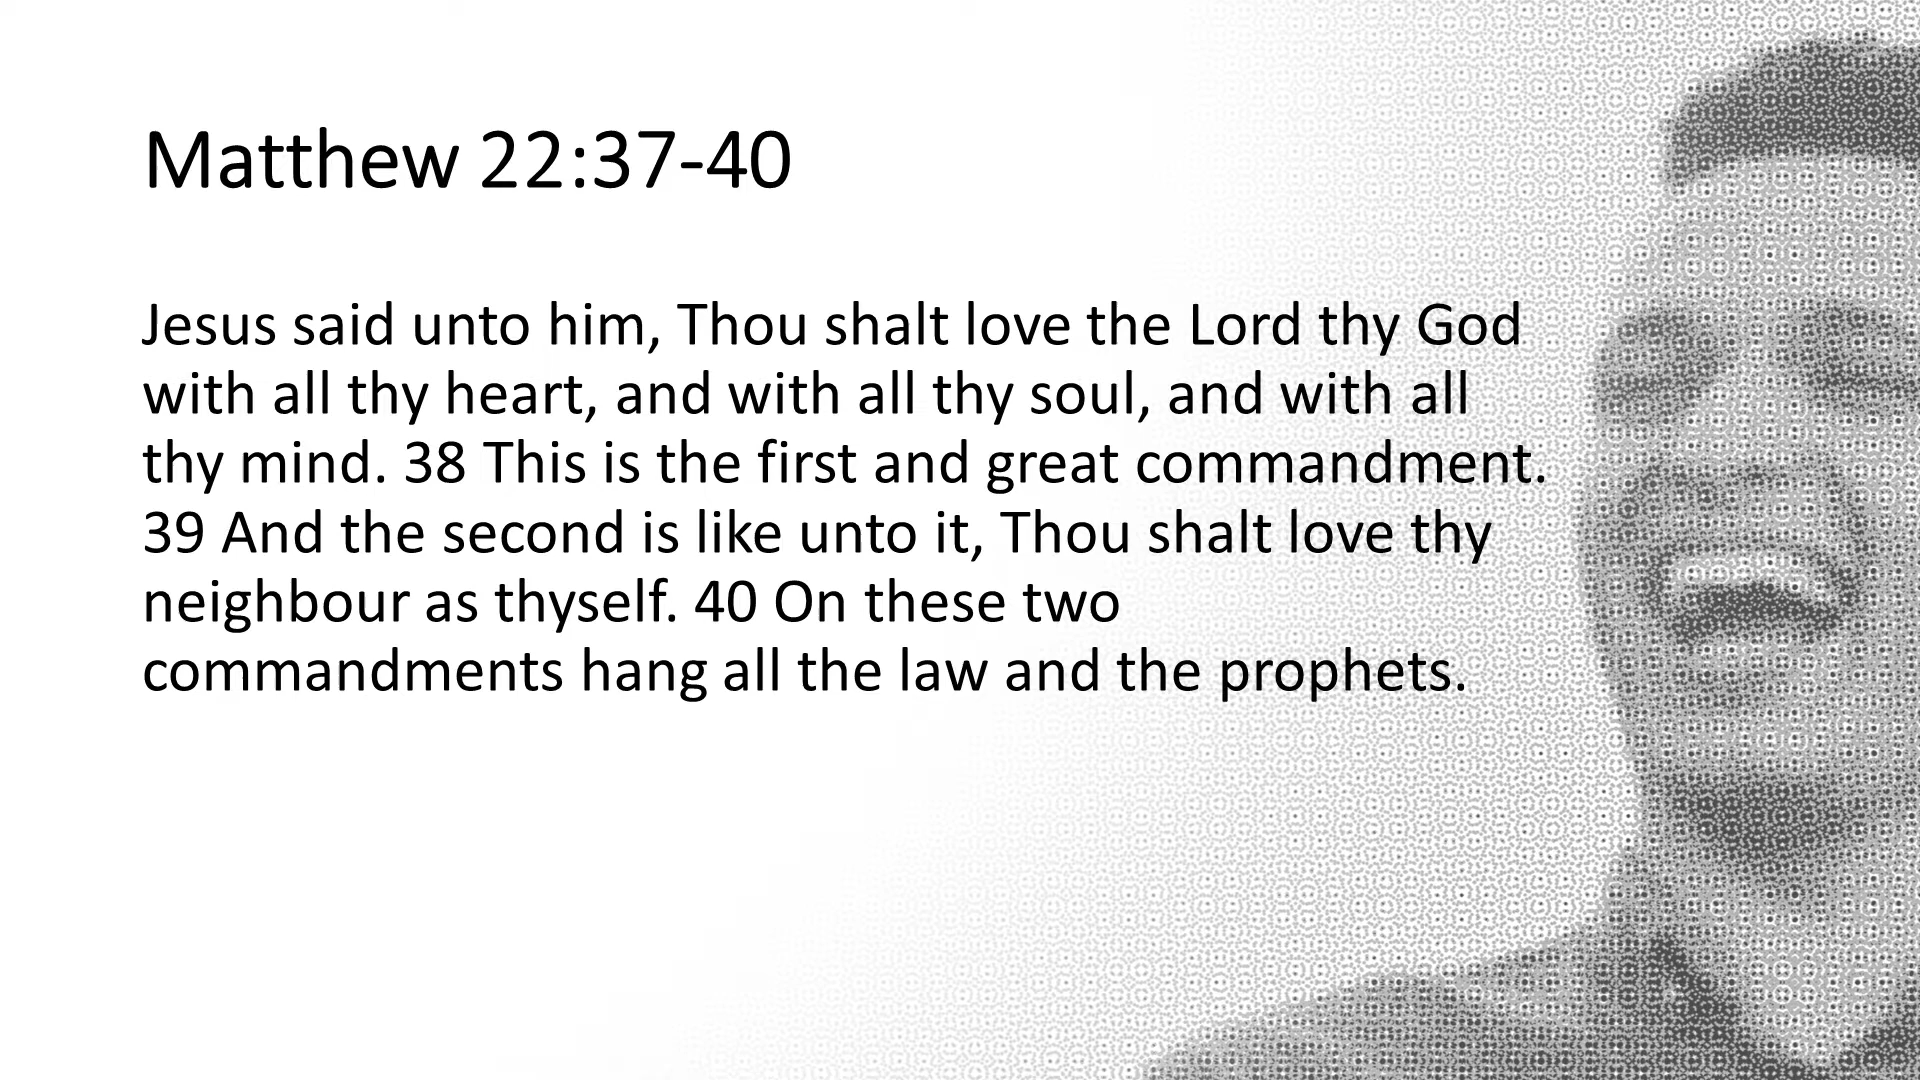 Matthew 22:37-40
Jesus said unto him, Thou shalt love the Lord thy God
with all thy heart, and with all thy soul, and with all
thy mind. 38 This is the first and great commandment.
39 And the second is like unto it, Thou shalt love thy
neighbour as thyself. 40 On these two
commandments hang all the law and the prophets.